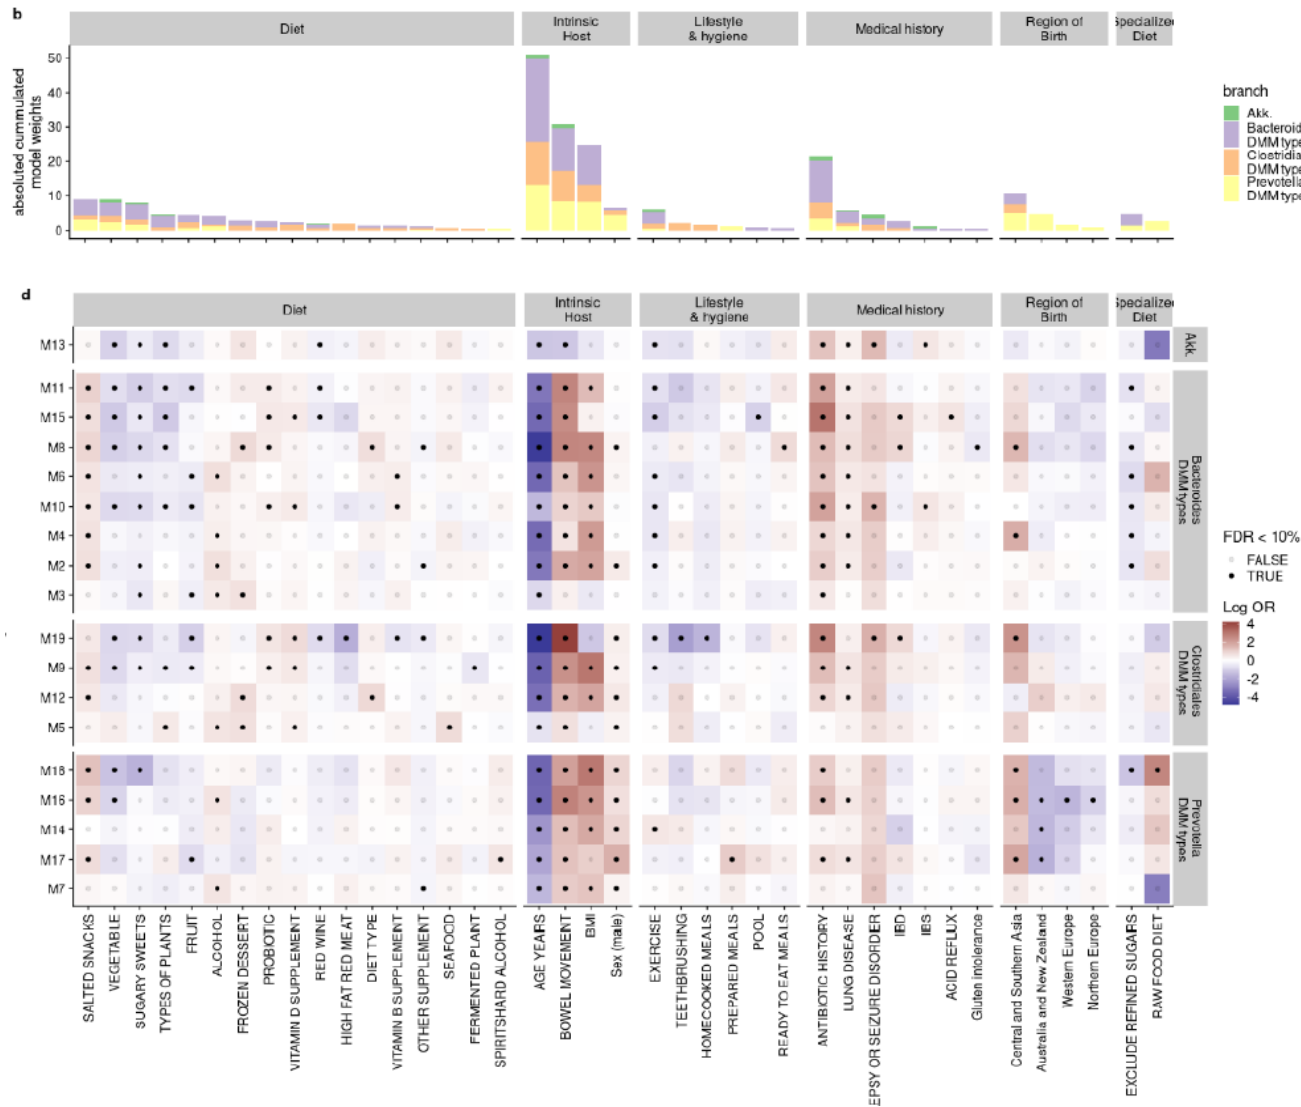 b
Diet
Intrinsic
Host
Lifestyle
& hygiene
Medical history
Region of
Birth
Specialized
Diet
absoluted cummulated
model weights
50
40
30
20
10
0
branch
Akk.
Bacteroid
DMM type
Clostridia
DMM type
Prevotella
DMM type
d
Diet
Intrinsic
Host
Lifestyle
& hygiene
Medical history
Region of
Birth
Specialized
Diet
M13
M11
M15
M8
M6
M10
M4
M2
M3
M19
M9
M12
M5
M18
M16
M14
M17
M7
Akk.
Bacteroides
DMM types
Clostridiales
DMM types
Prevotella
DMM types
FDR < 10%
FALSE
TRUE
Log OR
4
2
0
-2
-4
SALTED SNACKS
VEGETABLE
SUGARY SWEETS
TYPES OF PLANTS
FRUIT
ALCOHOL
FROZEN DESSERT
PROBOTIC
VITAMIN D SUPPLEMENT
RED WINE
HIGH FAT RED MEAT
DIET TYPE
VITAMIN B SUPPLEMENT
OTHER SUPPLEMENT
SEAFOOD
FERMENTED PLANT
SPIRITSHARD ALCOHOL
AGE YEARS
BOWEL MOVEMENT
BMI
Sex (male)
EXERCISE
TEETHBRUSHING
HOMECOOKED MEALS
PREPARED MEALS
POOL
READY TO EAT MEALS
ANTIBIOTIC HISTORY
LUNG DISEASE
EPSY OR SEIZURE DISORDER
IBD
IBS
ACID REFLUX
Gluten intolerance
Central and Southern Asia
Australia and New Zealand
Western Europe
Northern Europe
EXCLUDE REFINED SUGARS
RAW FOOD DIET